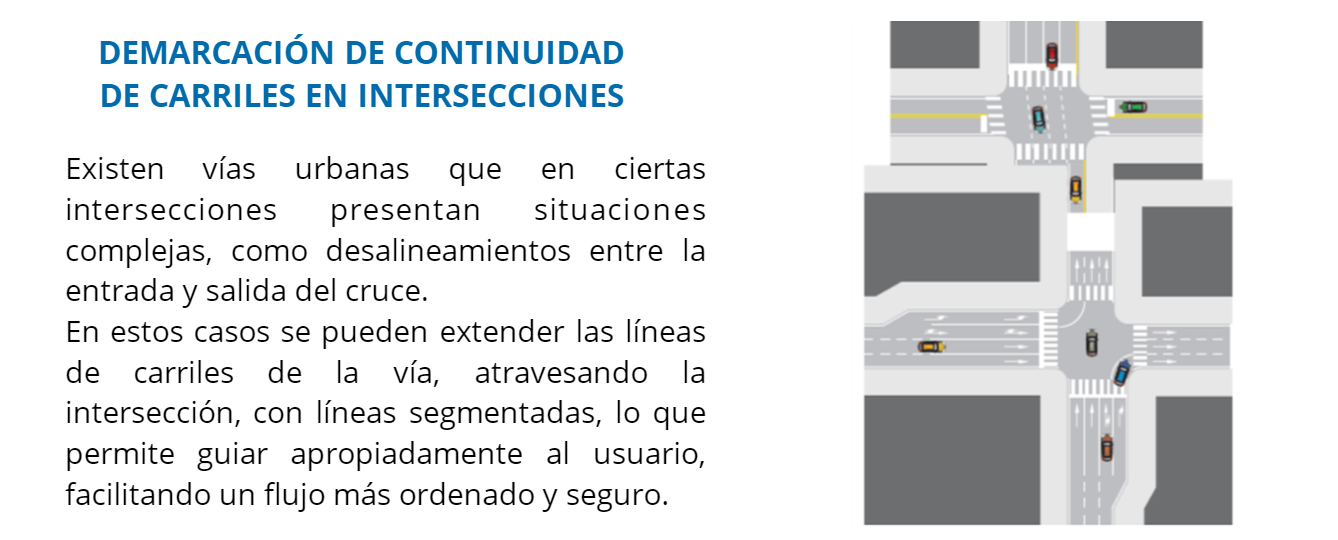 DEMARCACIÓN DE CONTINUIDAD
DE CARRILES EN INTERSECCIONES
Existen vías urbanas que en ciertas
intersecciones presentan situaciones
complejas, como desalineamientos entre la
entrada y salida del cruce.
En estos casos se pueden extender las líneas
de carriles de la vía, atravesando la
intersección, con líneas segmentadas, lo que
permite guiar apropiadamente al usuario,
facilitando un flujo más ordenado y seguro.